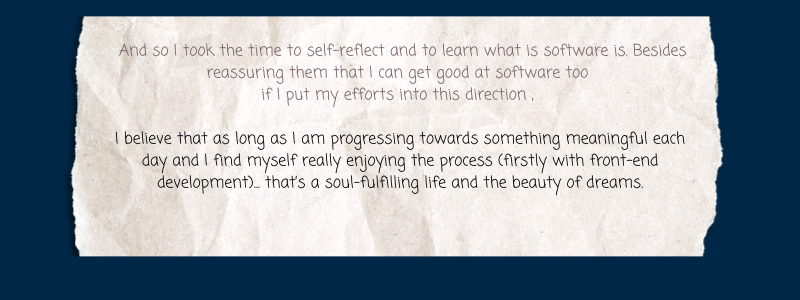 And so I took the time to self-reflect and to learn what is software is. Besides
reassuring them that I can get good at software too
if I put my efforts into this direction ,
I believe that as long as I am progressing towards something meaningful each
day and I find myself really enjoying the process (firstly with front-end
development)... that's a soul-fulfilling life and the beauty of dreams.